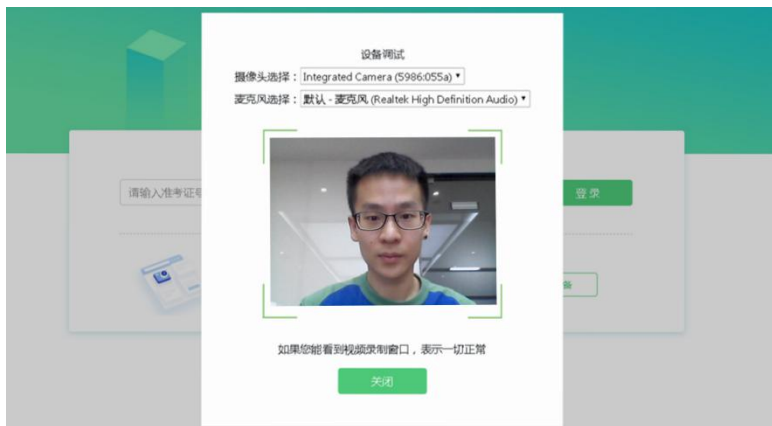 设备调试
摄像头选择： Integrated Camera (5986:055a)
麦克风选择： 默认 - 麦克风 (Realtek High Definition Audio)
请输入准考证号
登录
备
如果您能看到视频录制窗口，表示一切正常
关闭